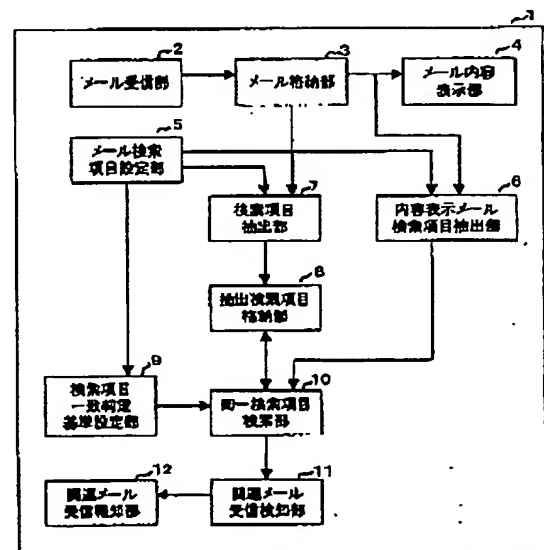 1
2
メール受信部
3
メール格納部
4
メール内容
表示部
5
メール検索
項目設定部
7
検索項目
抽出部
6
内容表示メール
検索項目抽出部
8
抽出検索項目
格納部
9
検索項目
一致判定
基準設定部
10
同一検索項目
検索部
12
関連メール
受信報知部
11
関連メール
受信検知部